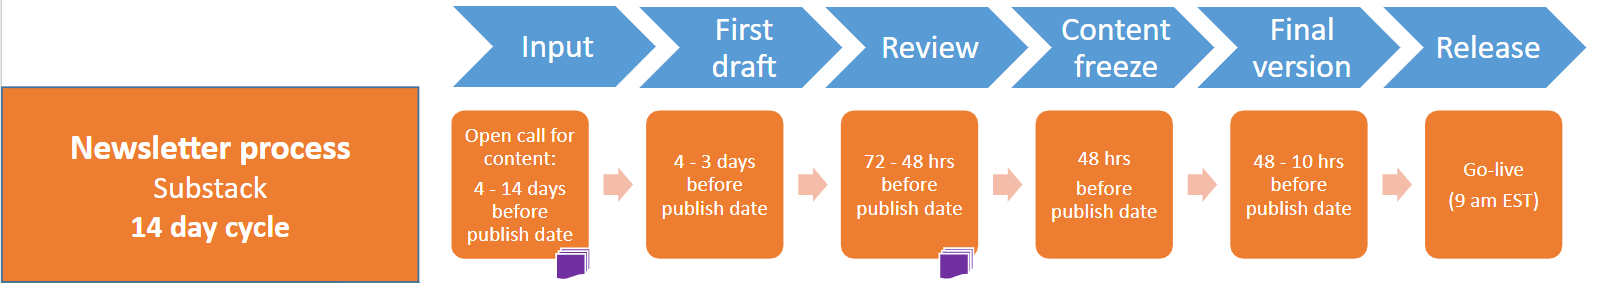 Input
First
draft
Review
Content
freeze
Final
version
Release
Newsletter process
Substack
14 day cycle
Open call for
content:
4 - 14 days
before
publish date
4 - 3 days
before
publish date
72 - 48 hrs
before
publish date
48 hrs
before
publish date
48 - 10 hrs
before
publish date
Go-live
(9 am EST)